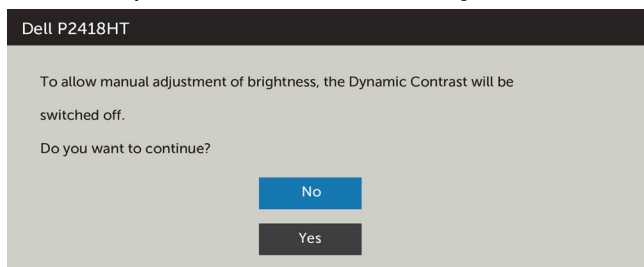 Dell P2418HT
To allow manual adjustment of brightness, the Dynamic Contrast will be
switched off.
Do you want to continue?
No
Yes